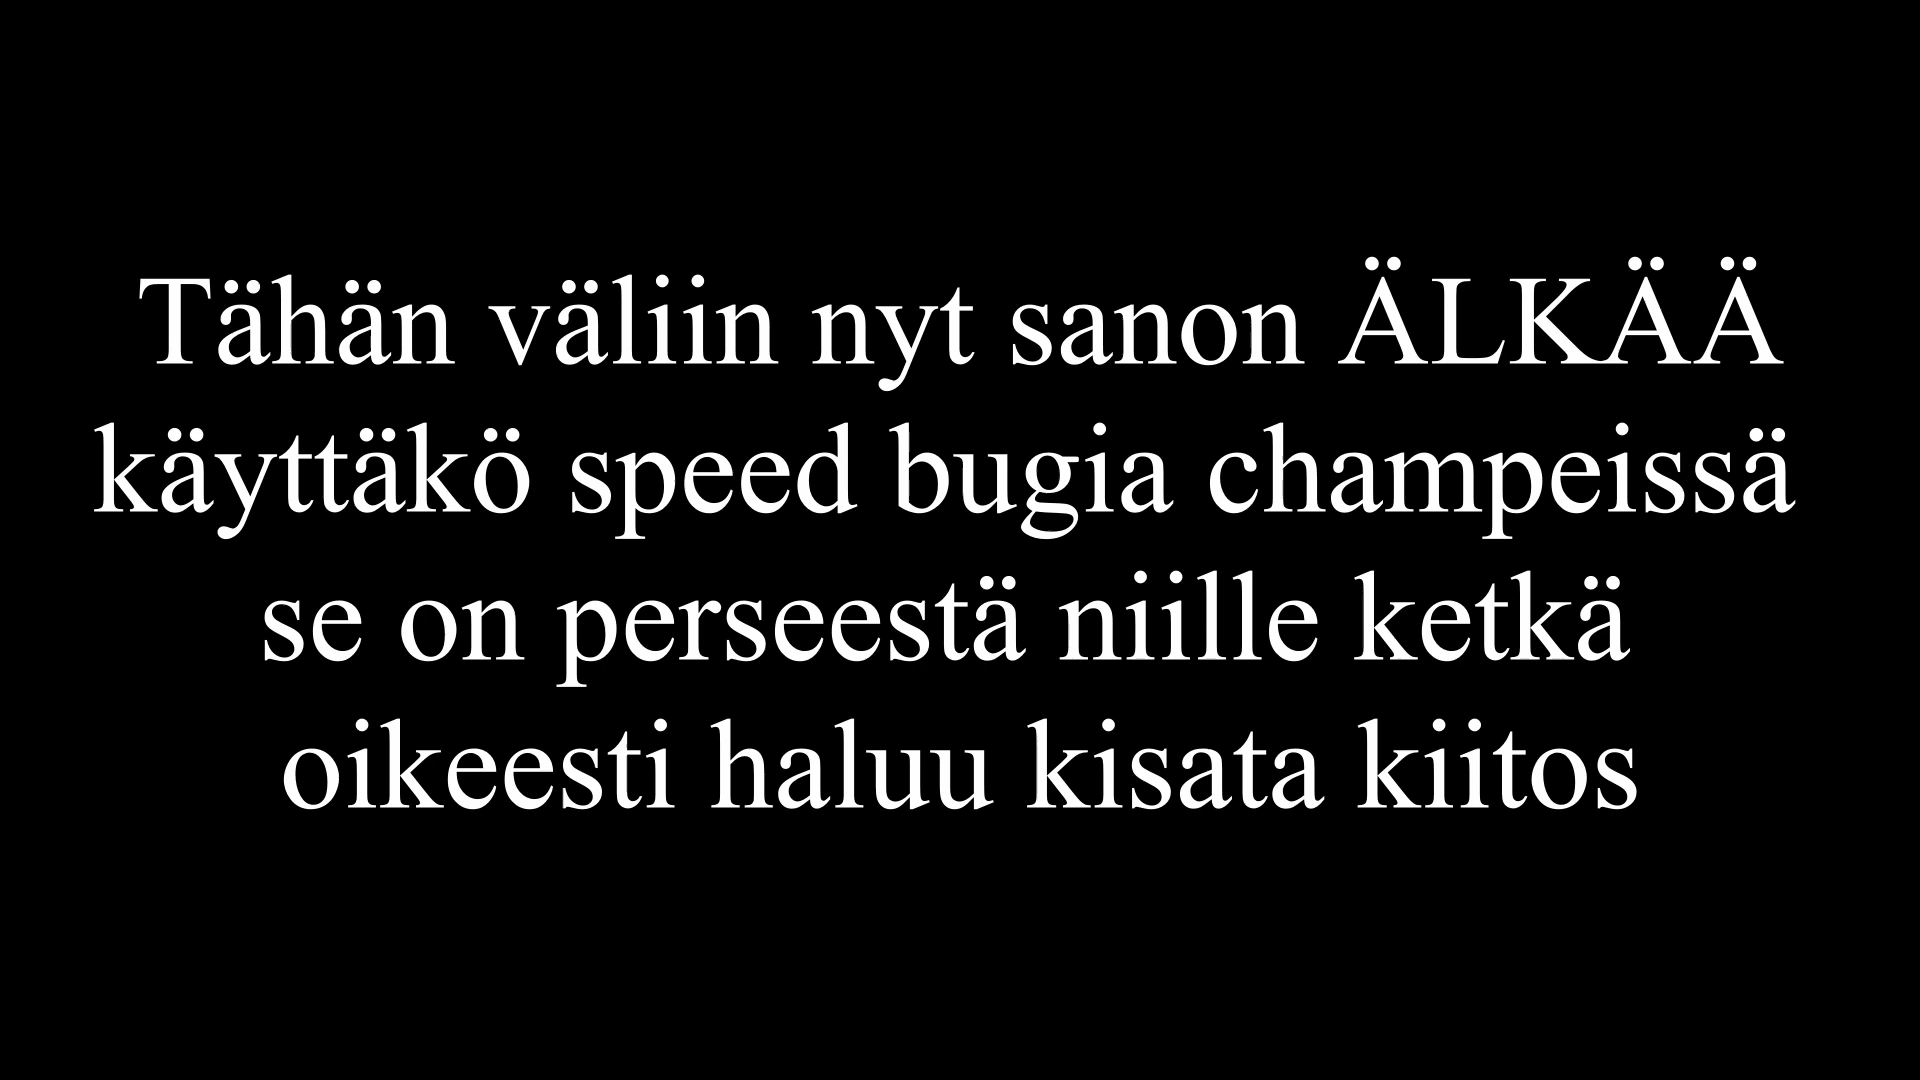 Tähän väliin nyt sanon ÄLKÄÄ
käyttäkö speed bugia champeissä
se on perseestä niille ketkä
oikeesti haluu kisata kiitos